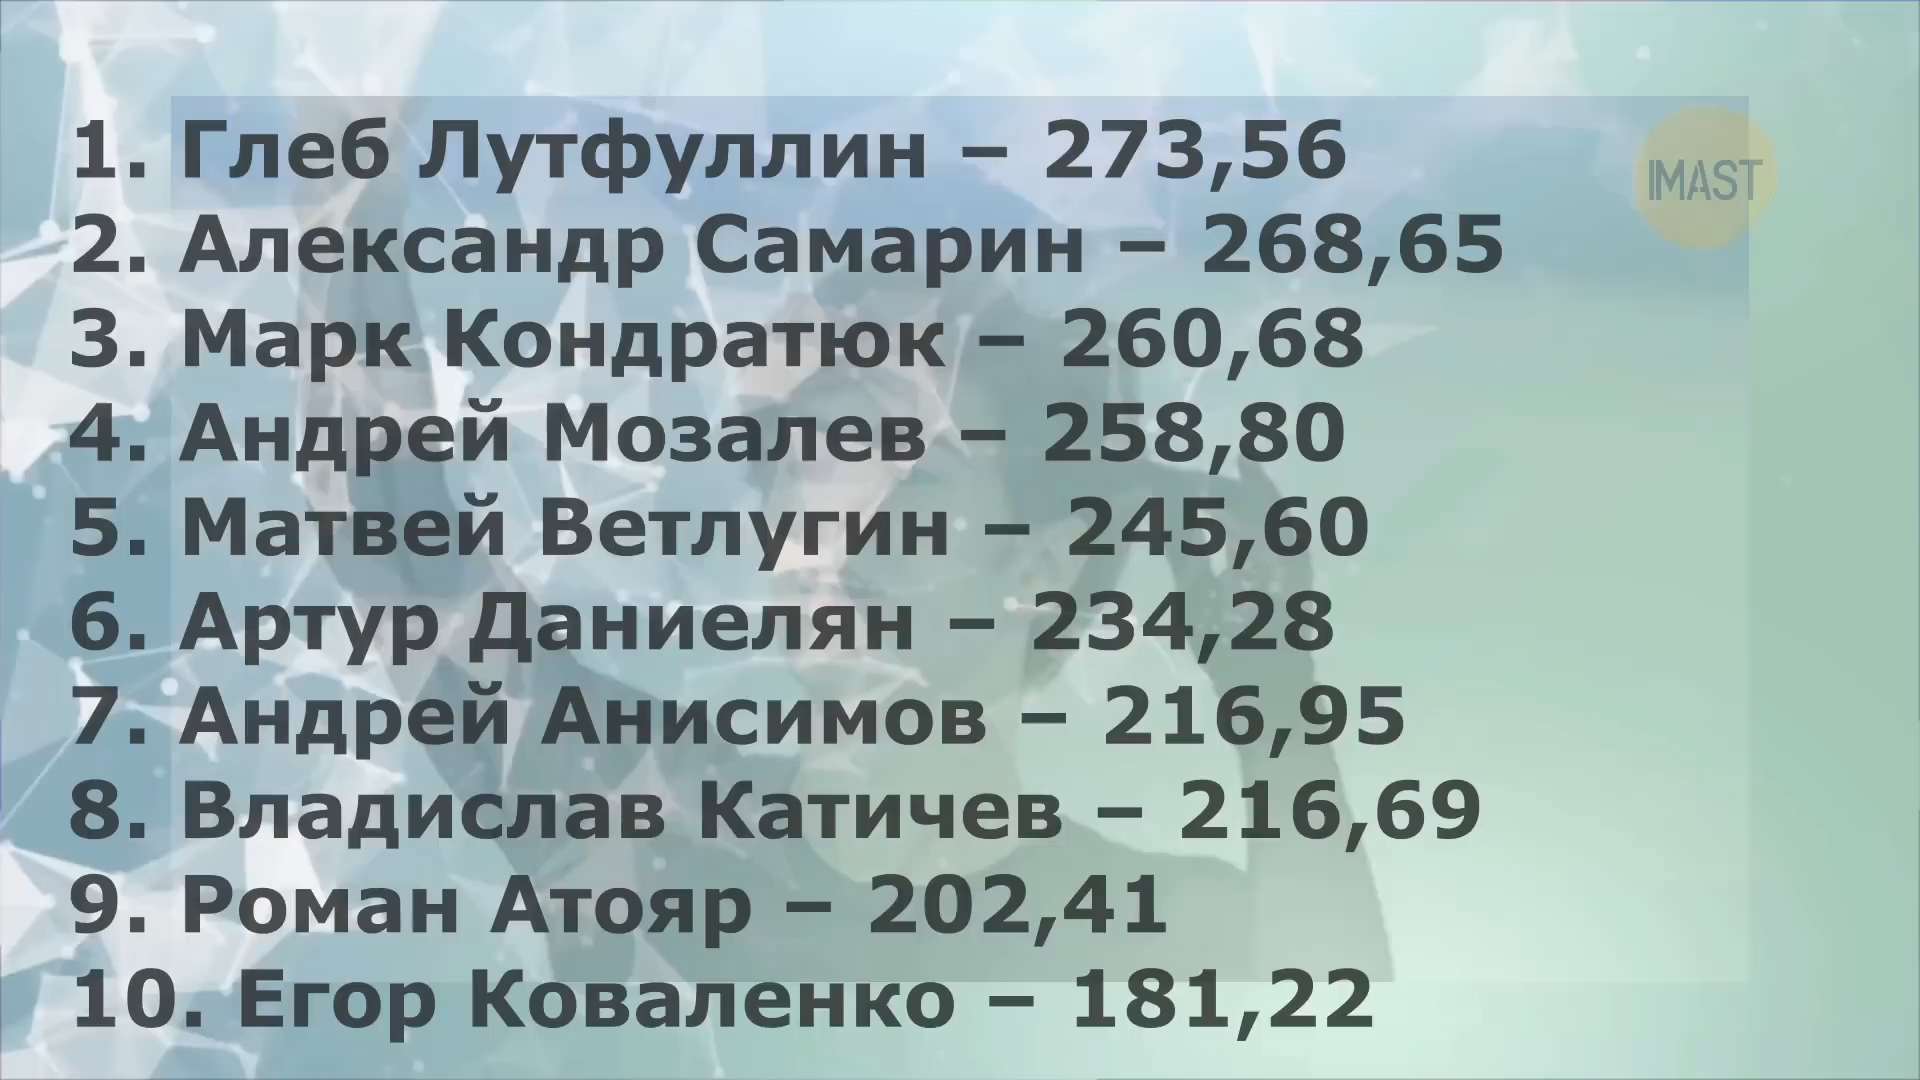 1. Глеб Лутфуллин – 273,56
IMAST
2. Александр Самарин – 268,65
3. Марк Кондратюк – 260,68
4. Андрей Мозалев – 258,80
5. Матвей Ветлугин – 245,60
6. Артур Даниелян – 234,28
7. Андрей Анисимов – 216,95
8. Владислав Катичев – 216,69
9. Роман Атояр – 202,41
10. Егор Коваленко – 181,22